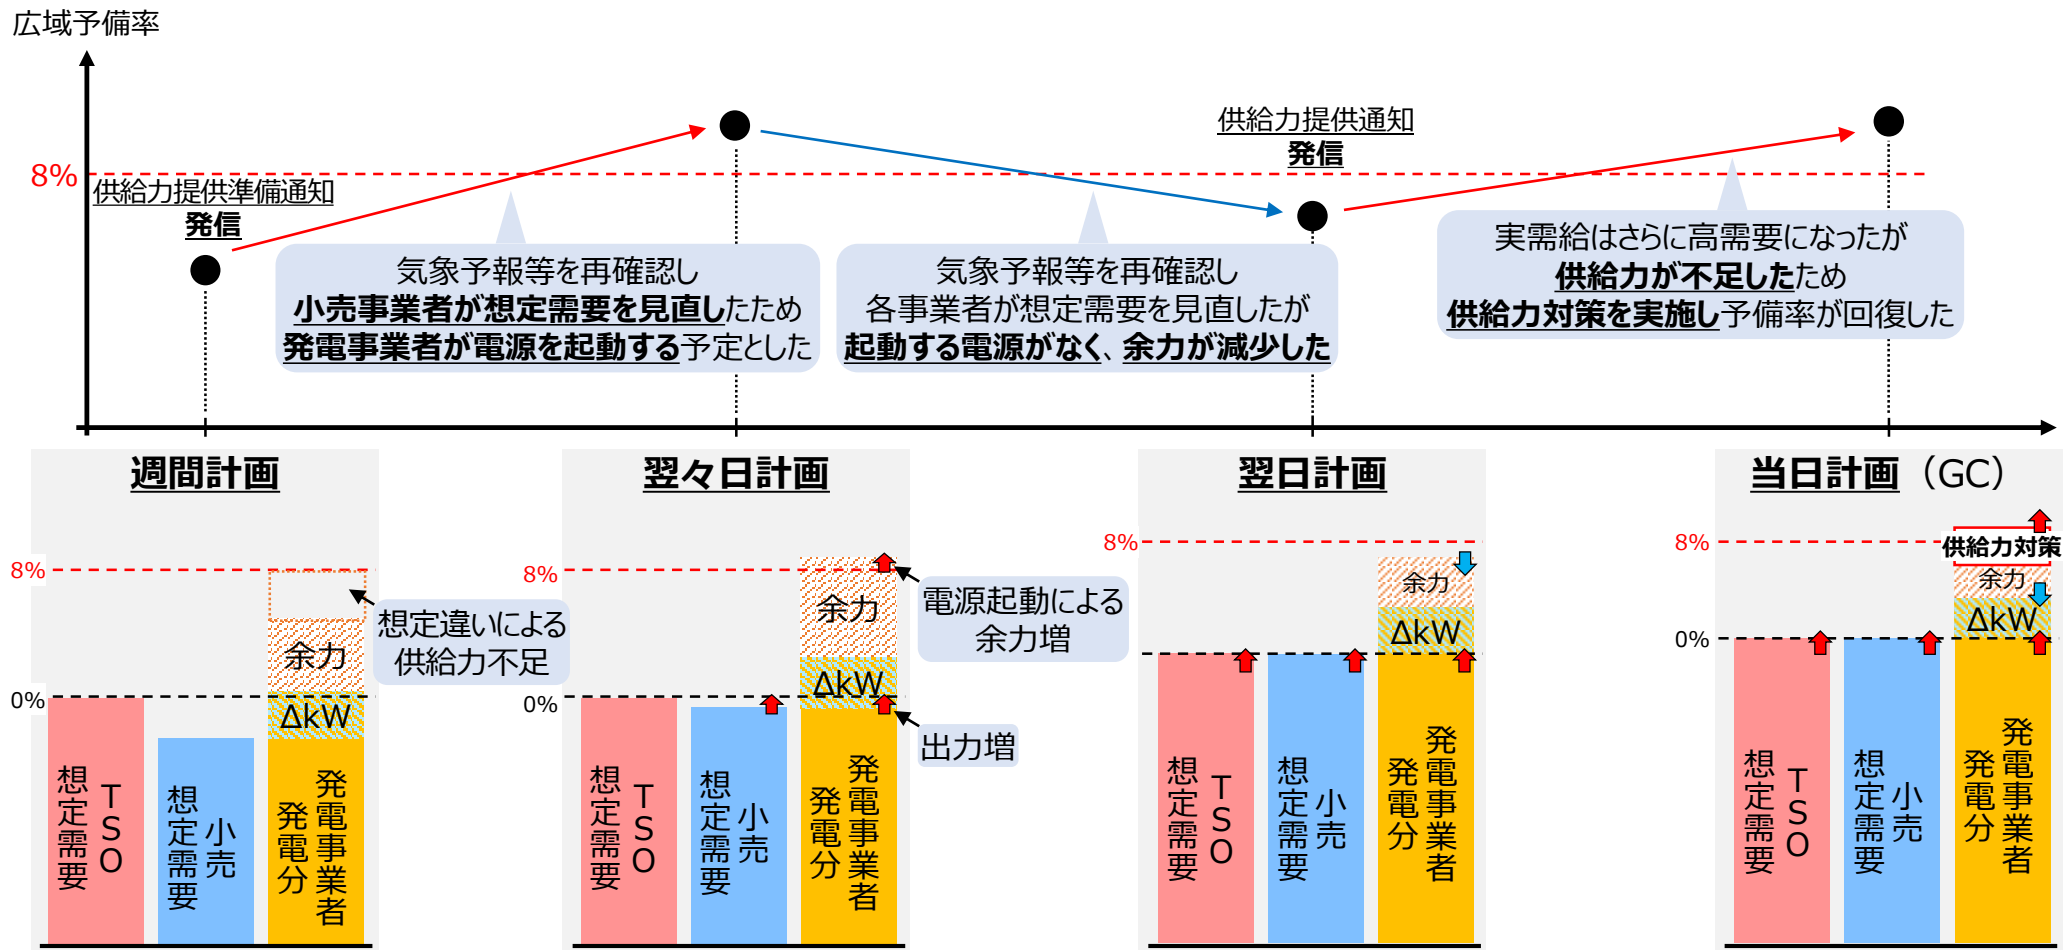 広域予備率
8%
供給力提供準備通知
発信
供給力提供通知
発信
気象予報等を再確認し
小売事業者が想定需要を見直したため
発電事業者が電源を起動する予定とした
気象予報等を再確認し
各事業者が想定需要を見直したが
起動する電源がなく、余力が減少した
実需給はさらに高需要になったが
供給力が不足したため
供給力対策を実施し予備率が回復した
週間計画
8%
0%
余力
ΔkW
想定違いによる
供給力不足
TSO
想定需要
小売
想定需要
発電事業者
発電分
翌々日計画
8%
0%
余力
ΔkW
電源起動による
余力増
出力増
TSO
想定需要
小売
想定需要
発電事業者
発電分
翌日計画
8%
余力
ΔkW
TSO
想定需要
小売
想定需要
発電事業者
発電分
当日計画（GC）
8%
0%
供給力対策
余力
ΔkW
TSO
想定需要
小売
想定需要
発電事業者
発電分